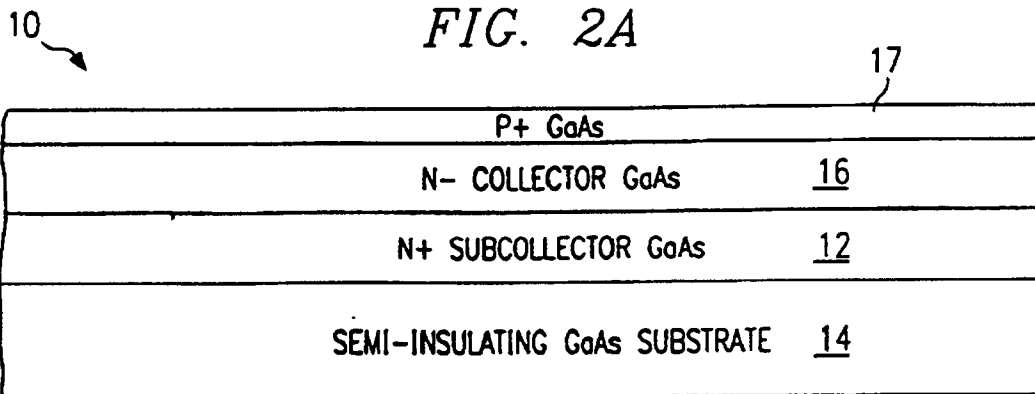 10
FIG. 2A
17
P+ GaAs
N- COLLECTOR GaAs 16
N+ SUBCOLLECTOR GaAs 12
SEMI-INSULATING GaAs SUBSTRATE 14